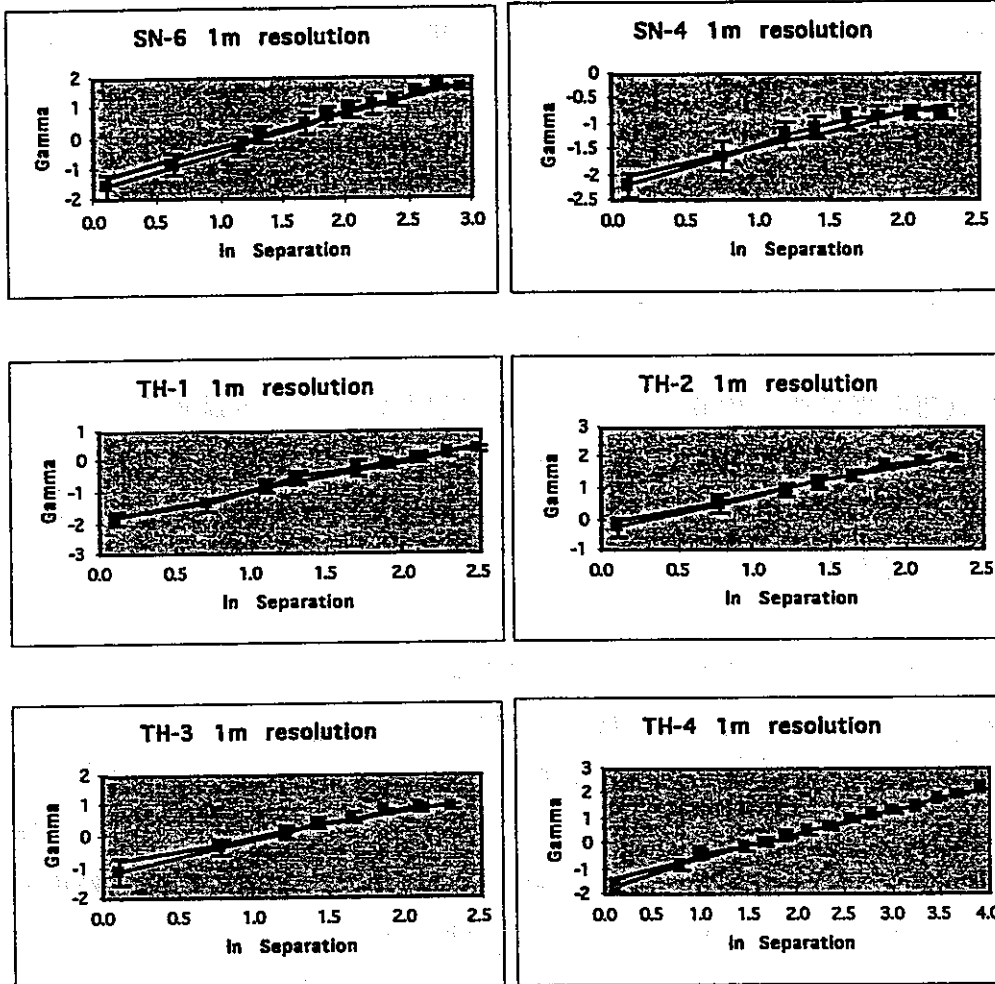 SN-6 1m resolution
Gamma
2
1
0
-1
-2
0.0 0.5 1.0 1.5 2.0 2.5 3.0
ln Separation
SN-4 1m resolution
Gamma
0
-0.5
-1
-1.5
-2
-2.5
0.0 0.5 1.0 1.5 2.0 2.5
ln Separation
TH-1 1m resolution
Gamma
1
0
-1
-2
-3
0.0 0.5 1.0 1.5 2.0 2.5
ln Separation
TH-2 1m resolution
Gamma
3
2
1
0
-1
0.0 0.5 1.0 1.5 2.0 2.5
ln Separation
TH-3 1m resolution
Gamma
2
1
0
-1
-2
0.0 0.5 1.0 1.5 2.0 2.5
ln Separation
TH-4 1m resolution
Gamma
3
2
1
0
-1
-2
0.0 0.5 1.0 1.5 2.0 2.5 3.0 3.5 4.0
ln Separation